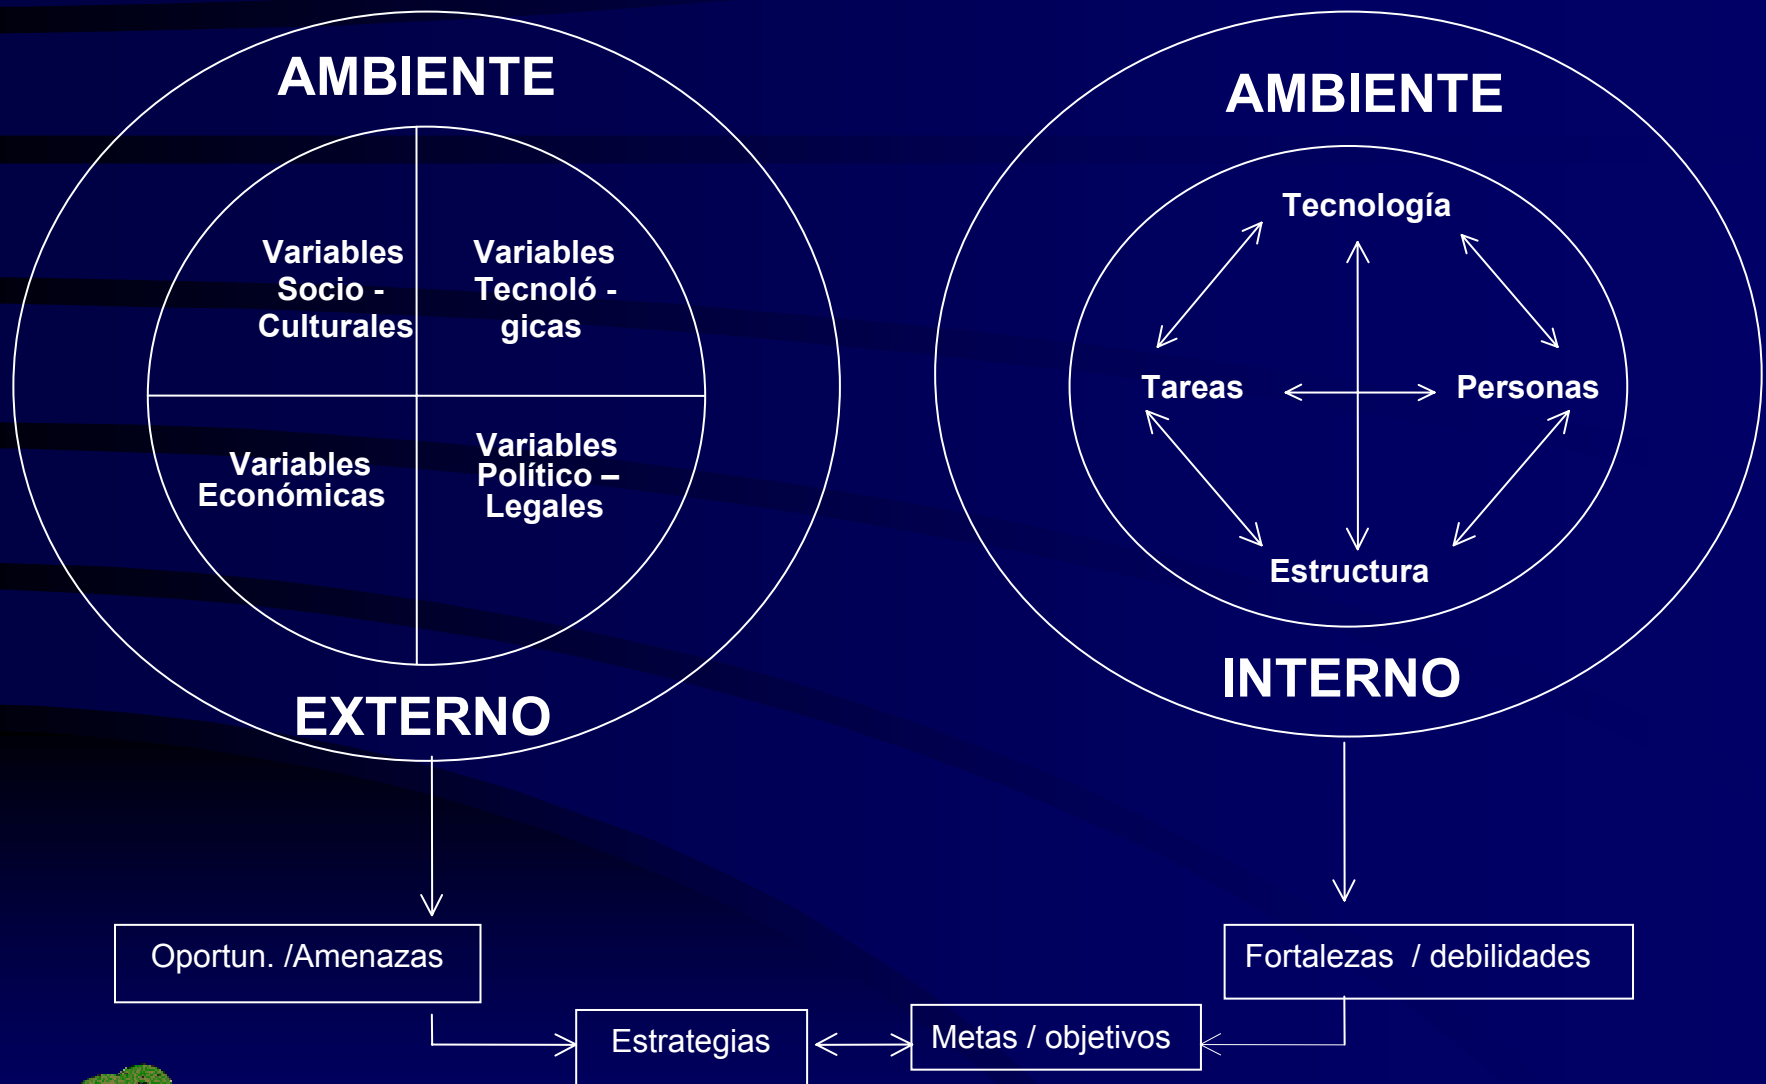 AMBIENTE
Variables
Socio -
Culturales
Variables
Tecnoló -
gicas
Variables
Económicas
Variables
Político –
Legales
EXTERNO
AMBIENTE
Tecnología
Tareas
Personas
Estructura
INTERNO
Oportun. /Amenazas
Fortalezas / debilidades
Estrategias
Metas / objetivos